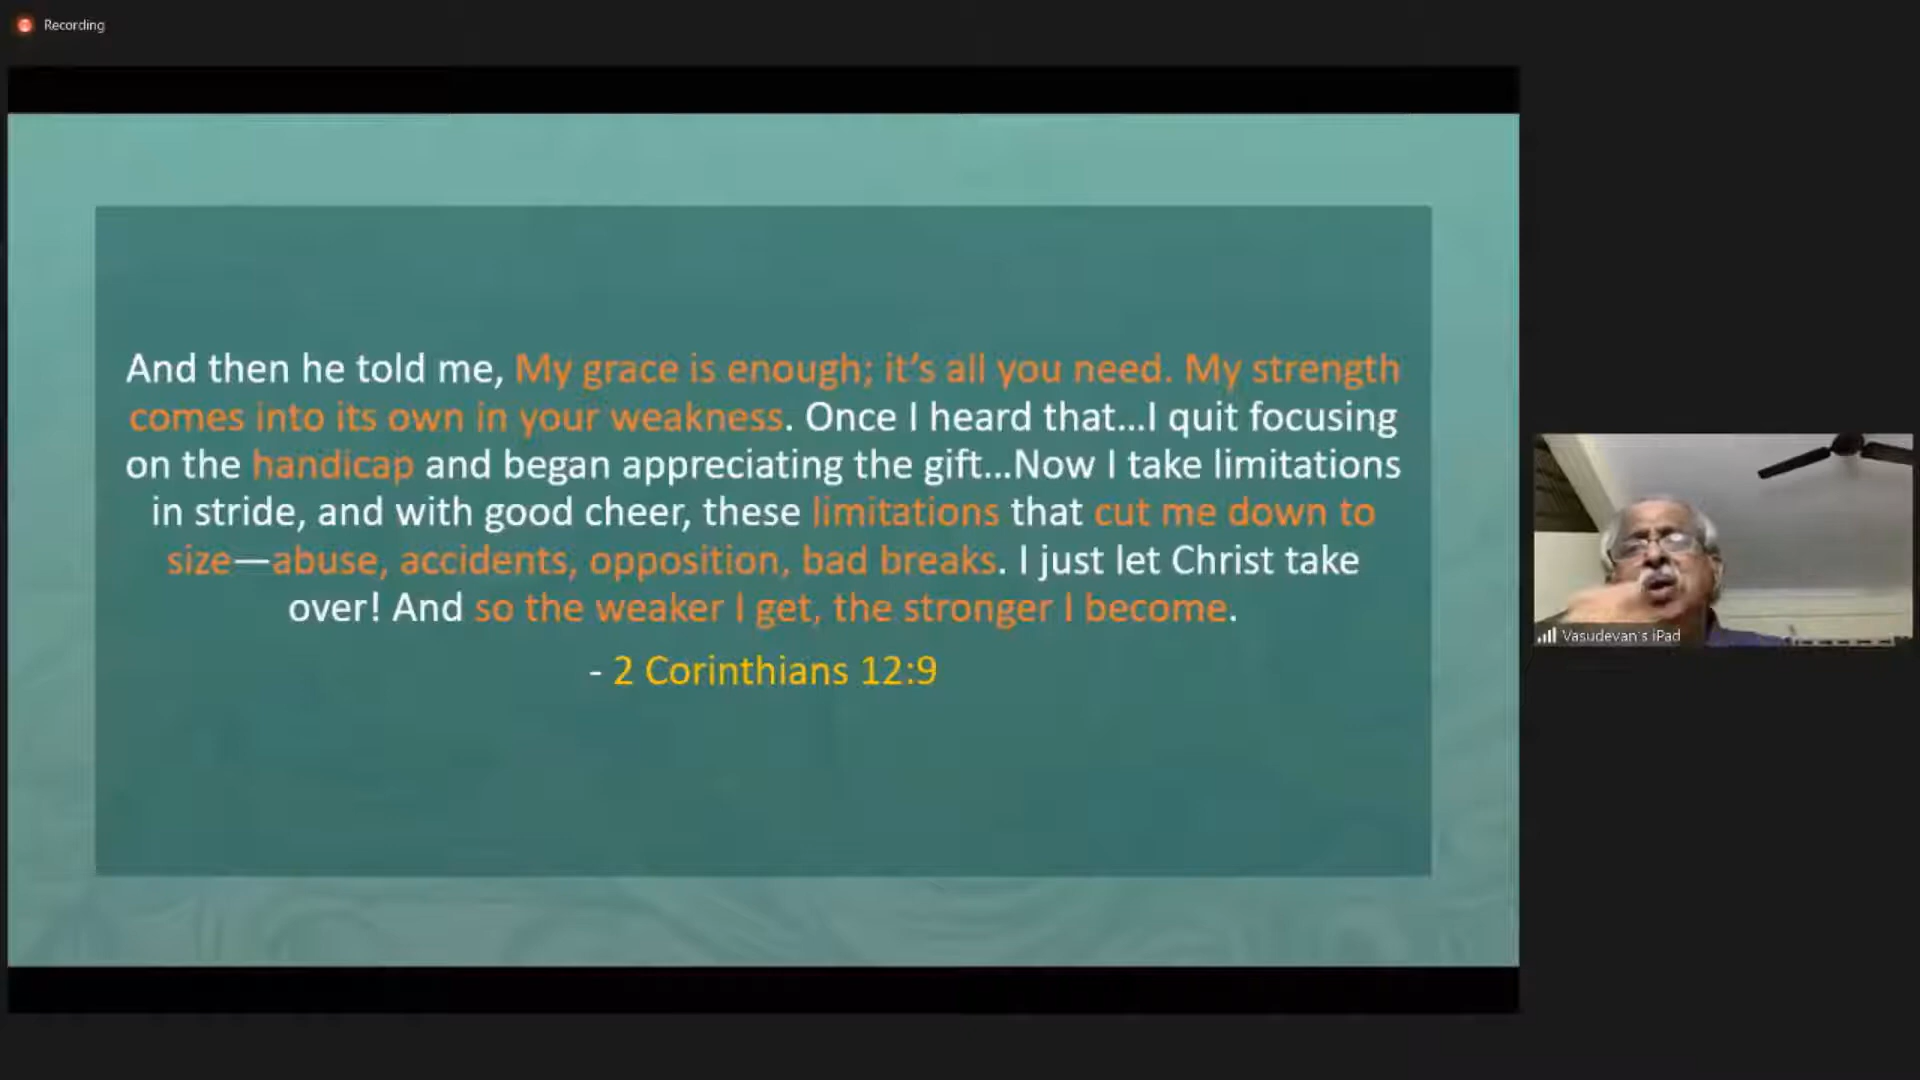 Recording
And then he told me, My grace is enough; it’s all you need. My strength
comes into its own in your weakness. Once I heard that...I quit focusing
on the handicap and began appreciating the gift...Now I take limitations
in stride, and with good cheer, these limitations that cut me down to
size—abuse, accidents, opposition, bad breaks. I just let Christ take
over! And so the weaker I get, the stronger I become.
- 2 Corinthians 12:9
Vasudevan's iPad